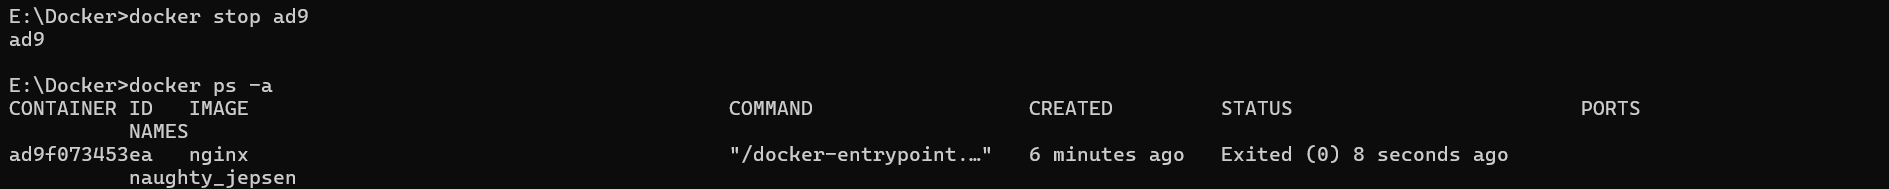 E:\Docker>docker stop ad9
ad9
E:\Docker>docker ps -a
CONTAINER ID   IMAGE                                        COMMAND                  CREATED         STATUS                        PORTS
          NAMES
ad9f073453ea   nginx                                        "/docker-entrypoint.…"   6 minutes ago   Exited (0) 8 seconds ago
          naughty_jepsen